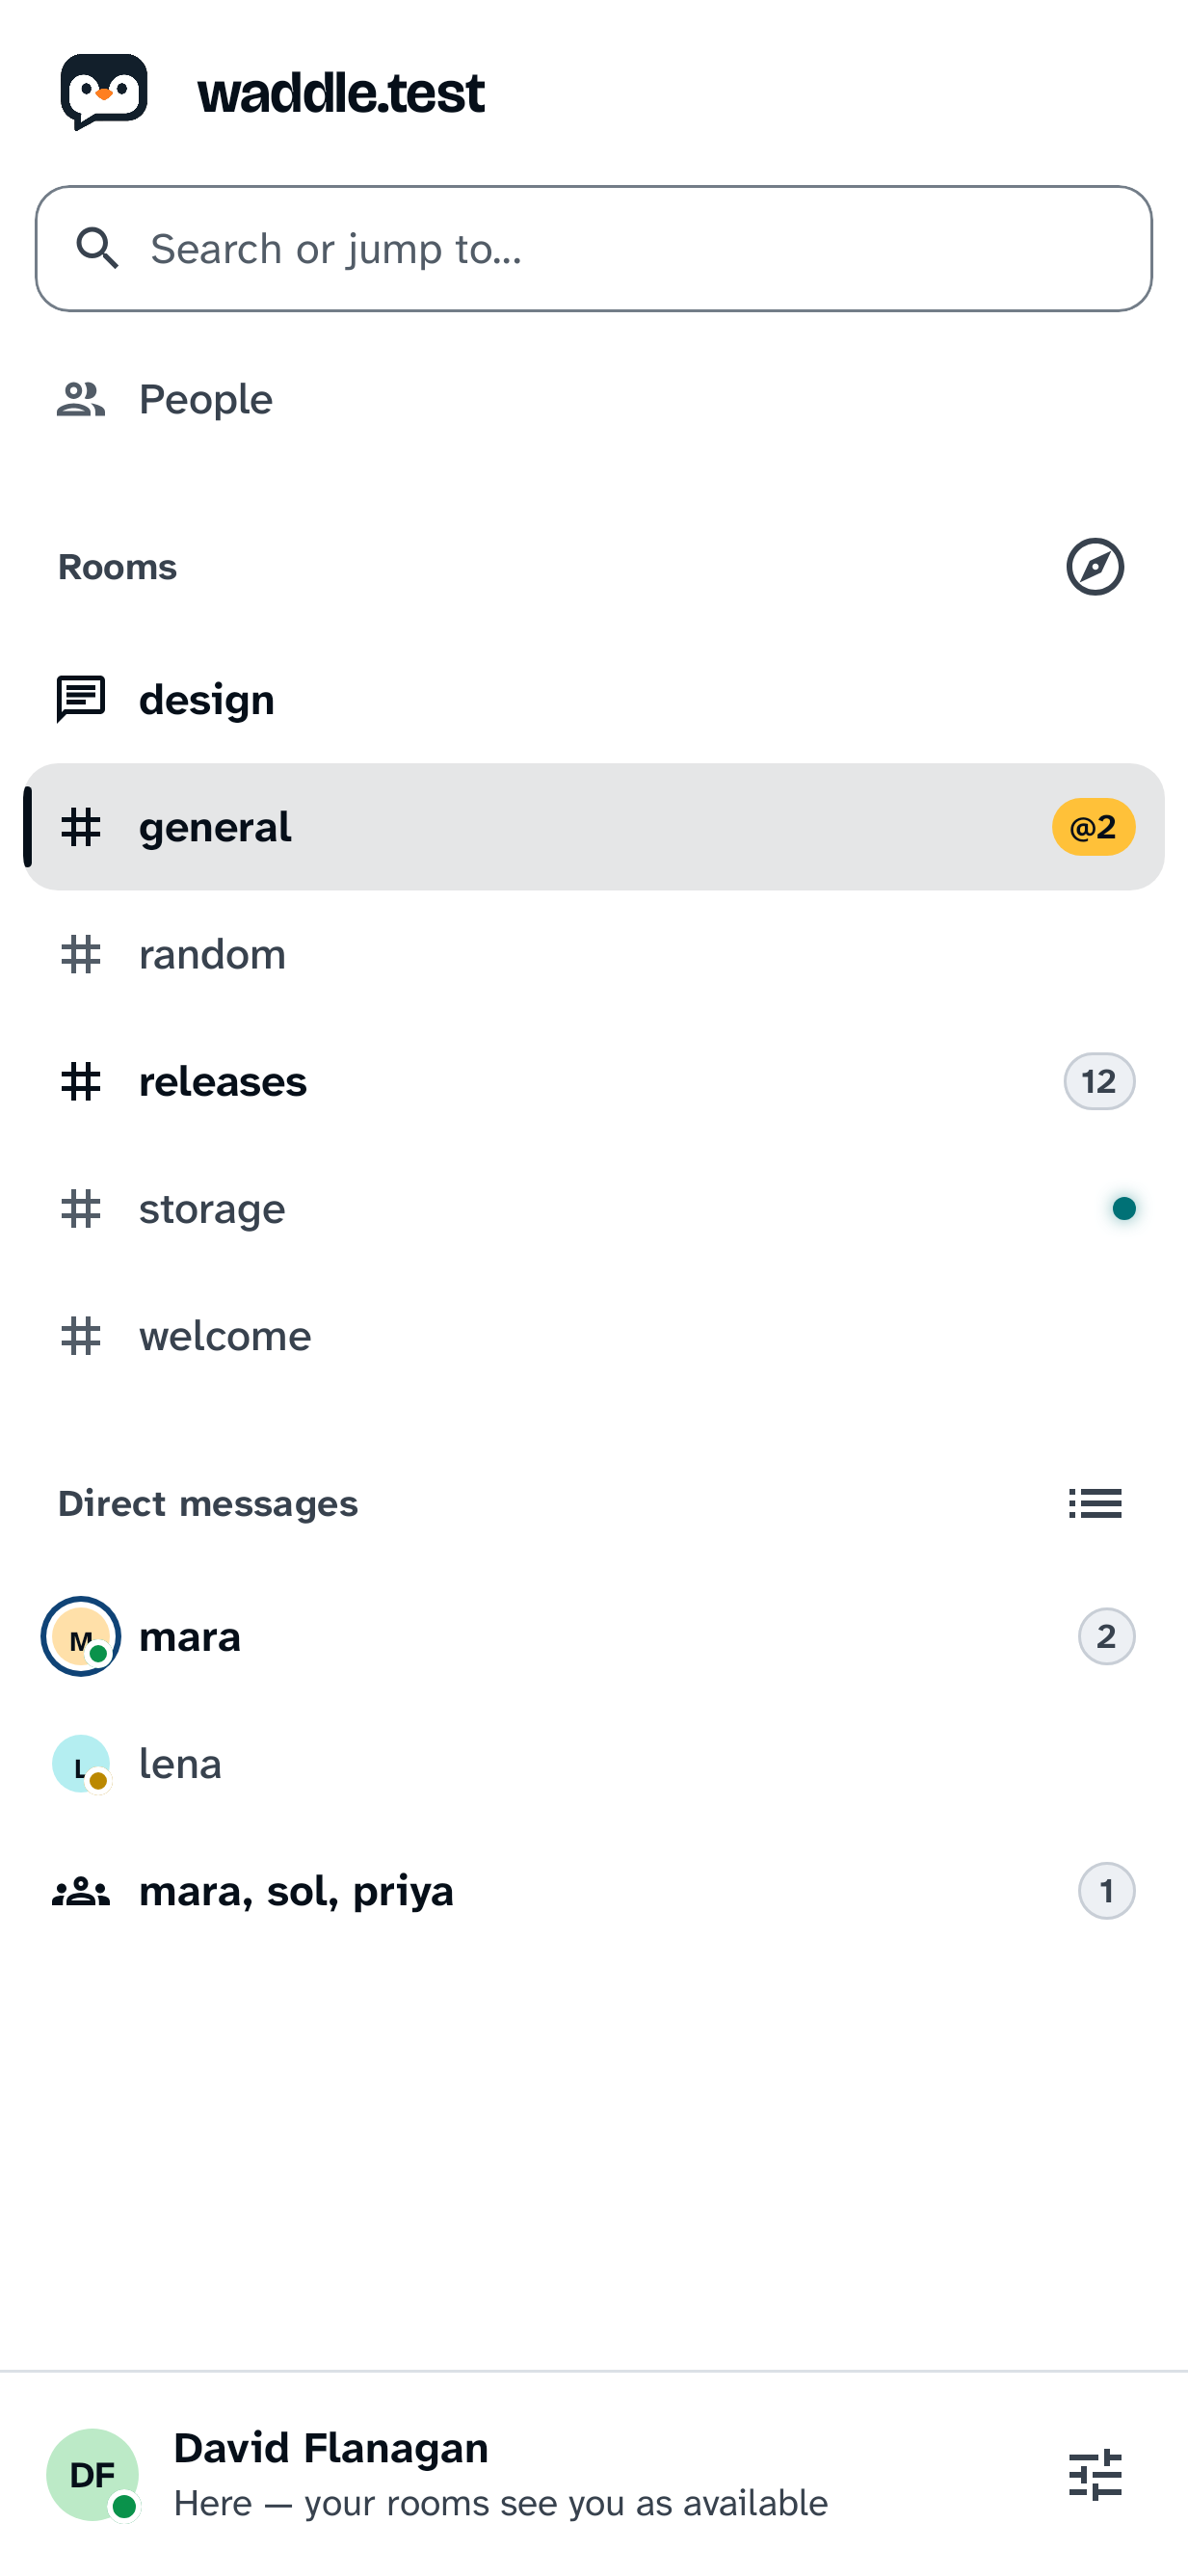 waddle.test
Search or jump to...
People
Rooms
design
general
@2
random
releases
12
storage
welcome
Direct messages
M
mara
2
L
lena
mara, sol, priya
1
DF
David Flanagan
Here — your rooms see you as available